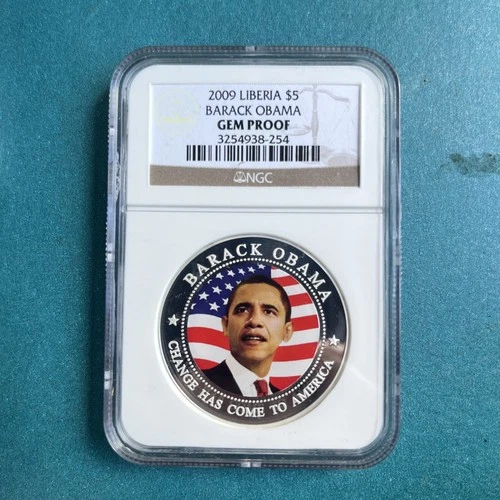 2009 LIBERIA $5
BARACK OBAMA
GEM PROOF
3254938-254
NGC
BARACK OBAMA
CHANGE HAS COME TO AMERICA